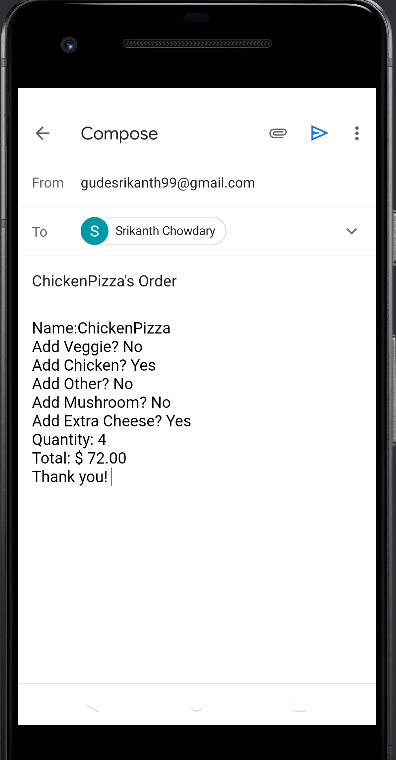 Compose
From gudesrikanth99@gmail.com
To S Srikanth Chowdary
ChickenPizza's Order
Name:ChickenPizza
Add Veggie? No
Add Chicken? Yes
Add Other? No
Add Mushroom? No
Add Extra Cheese? Yes
Quantity: 4
Total: $ 72.00
Thank you!